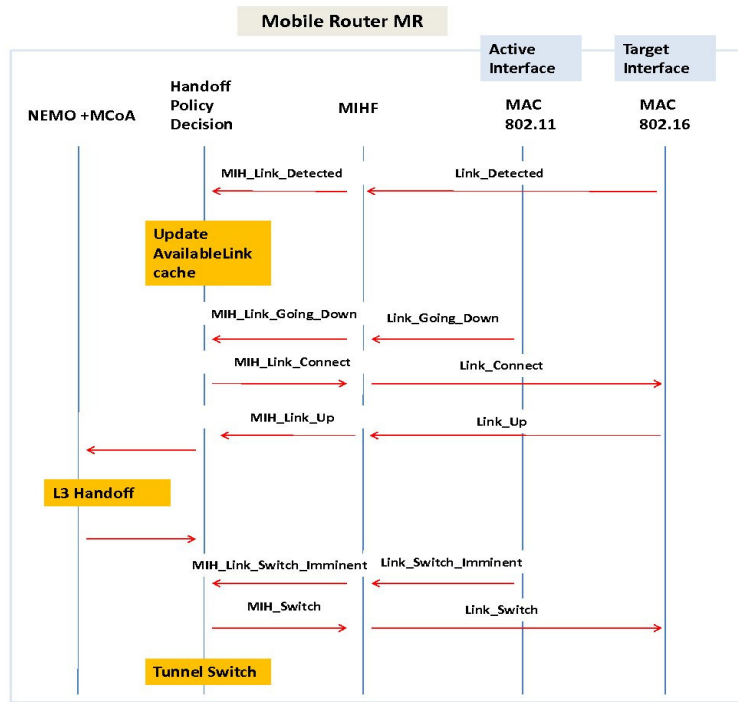 Mobile Router MR
Active
Interface
Target
Interface
NEMO +MCoA
Handoff
Policy
Decision
MIHF
MAC
802.11
MAC
802.16
MIH_Link_Detected
Link_Detected
Update
AvailableLink
cache
MIH_Link_Going_Down
Link_Going_Down
MIH_Link_Connect
Link_Connect
MIH_Link_Up
Link_Up
L3 Handoff
MIH_Link_Switch_Imminent
Link_Switch_Imminent
MIH_Switch
Link_Switch
Tunnel Switch